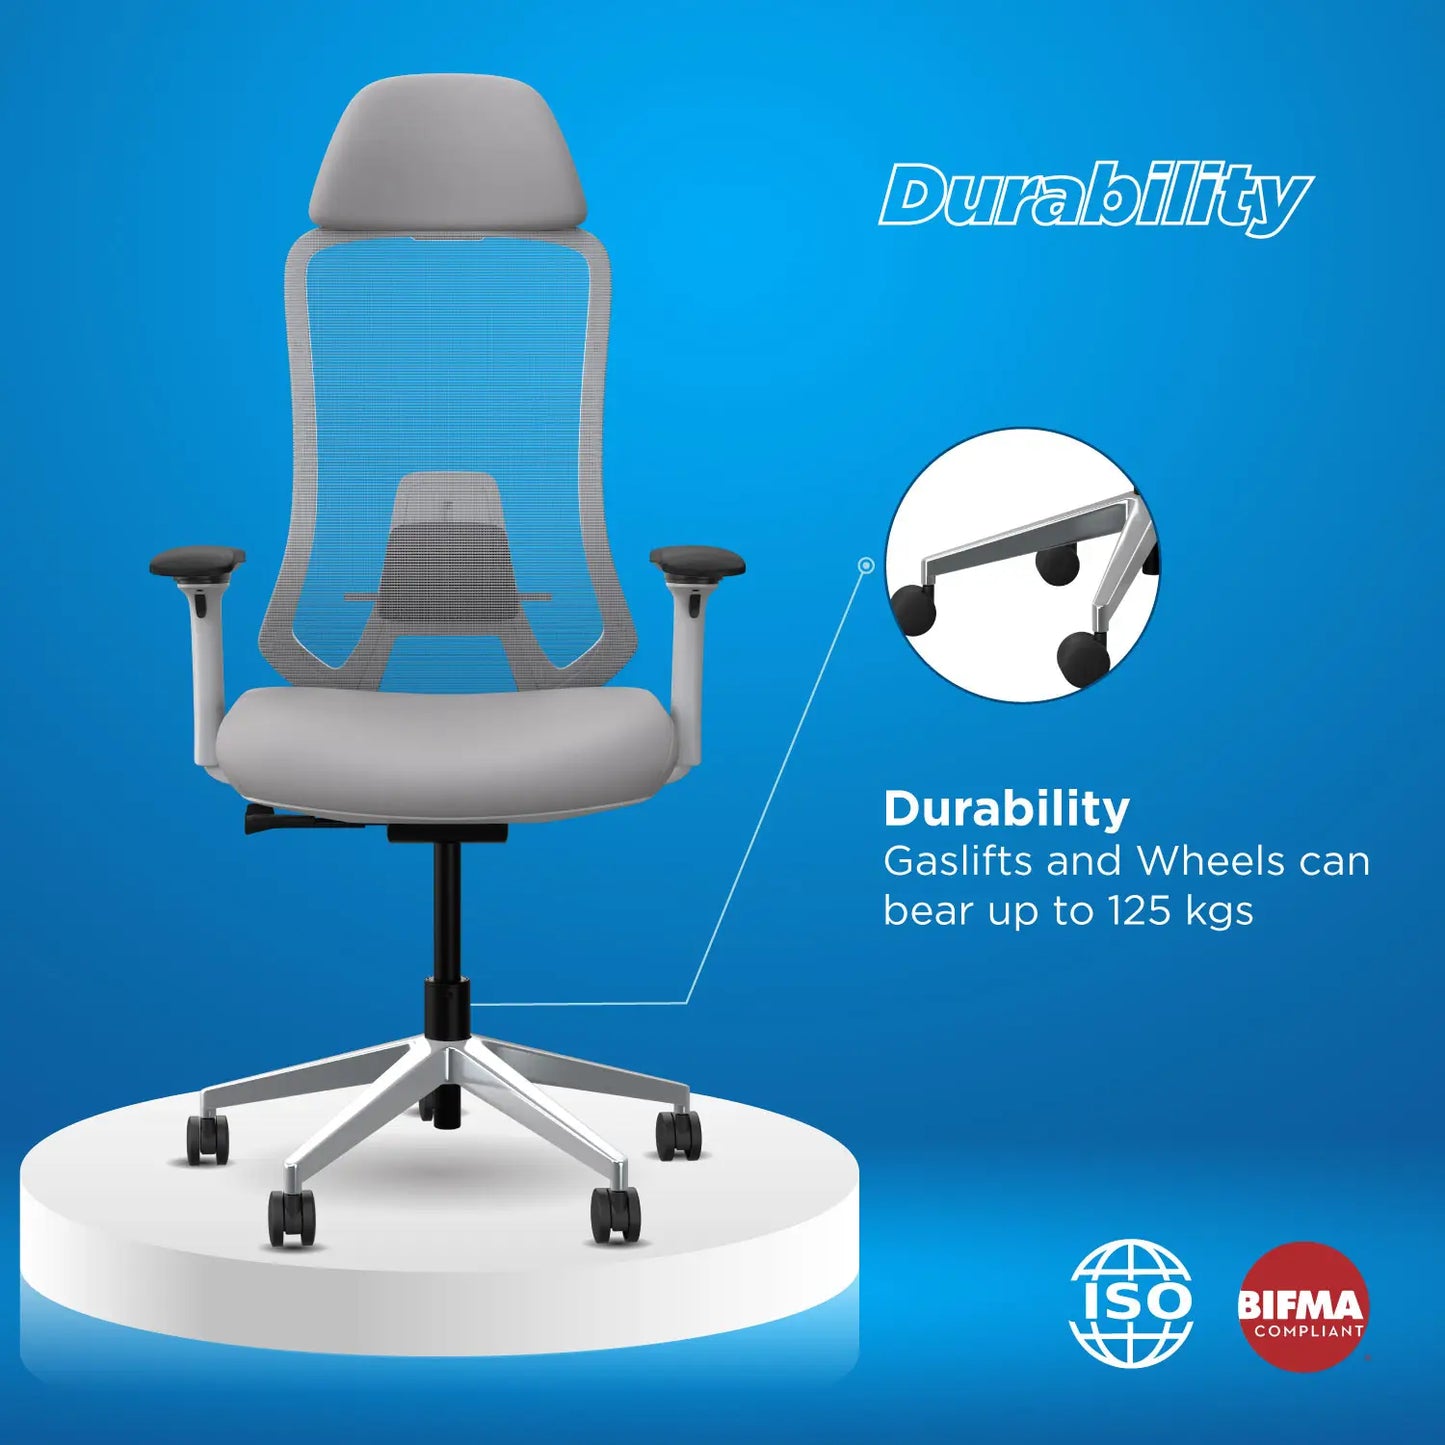 Durability
Durability
Gaslifts and Wheels can
bear up to 125 kgs
ISO
BIFMA
COMPLIANT